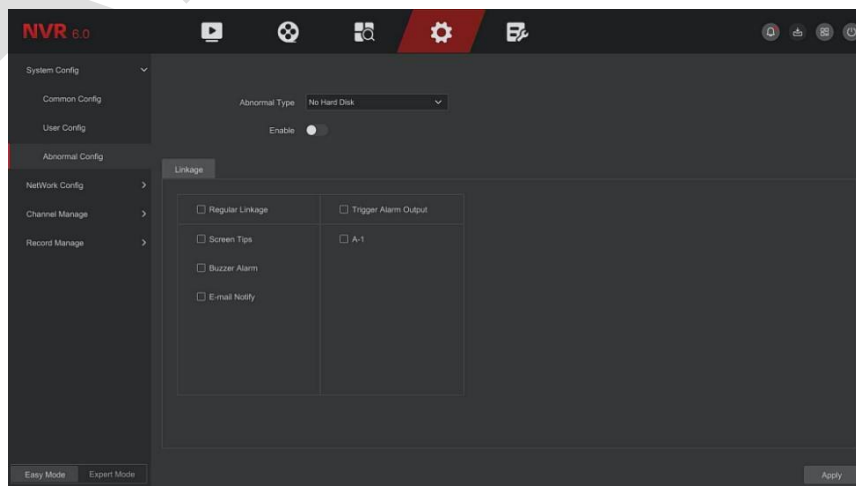 NVR 6.0
System Config
Common Config
User Config
Abnormal Config
NetWork Config
Channel Manage
Record Manage
Easy Mode
Expert Mode
Abnormal Type No Hard Disk
Enable
Linkage
Regular Linkage Trigger Alarm Output
Screen Tips A-1
Buzzer Alarm
E-mail Notify
Apply